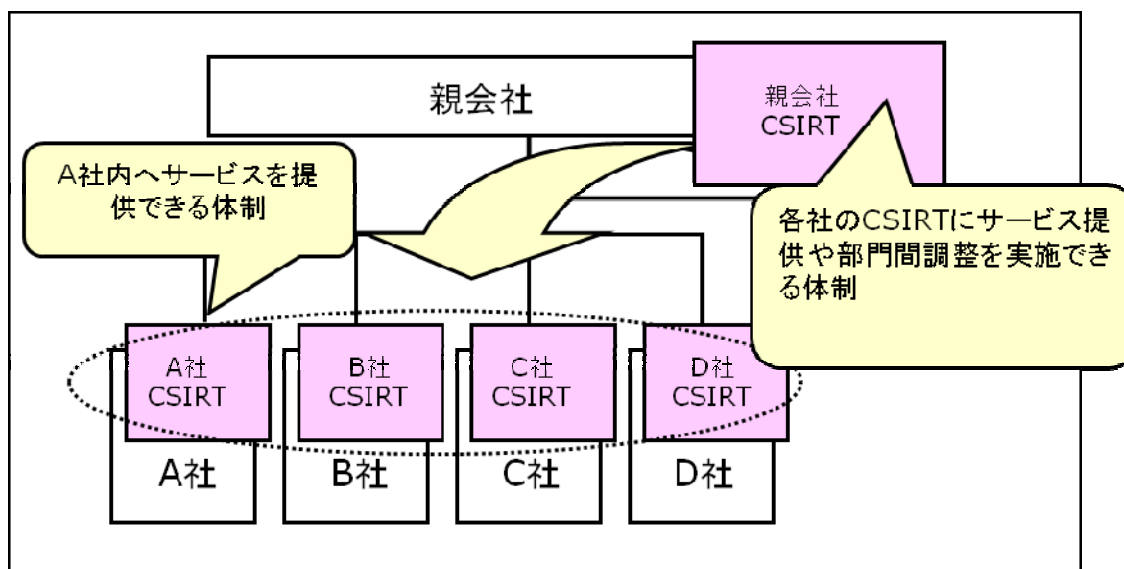 親会社
親会社
CSIRT
A社内へサービスを提
供できる体制
各社のCSIRTにサービス提
供や部門間調整を実施でき
る体制
A社
CSIRT
B社
CSIRT
C社
CSIRT
D社
CSIRT
A社
B社
C社
D社